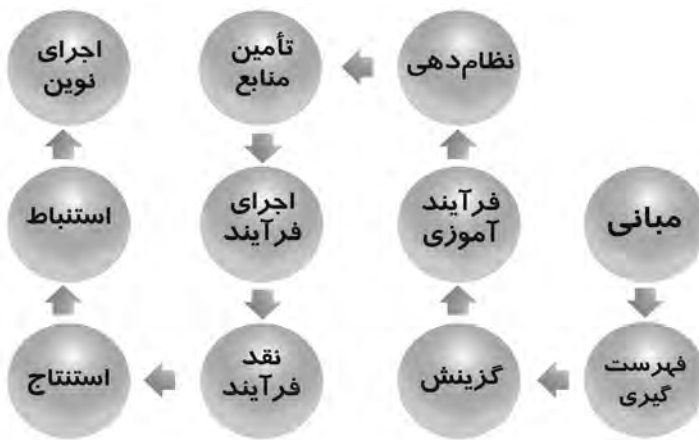 مبانی
فهرست
گیری
گزینش
فرآیند
آموزی
نظام‌دهی
تأمین
منابع
اجرای
فرآیند
نقد
فرآیند
استنتاج
استنباط
اجرای
نوین